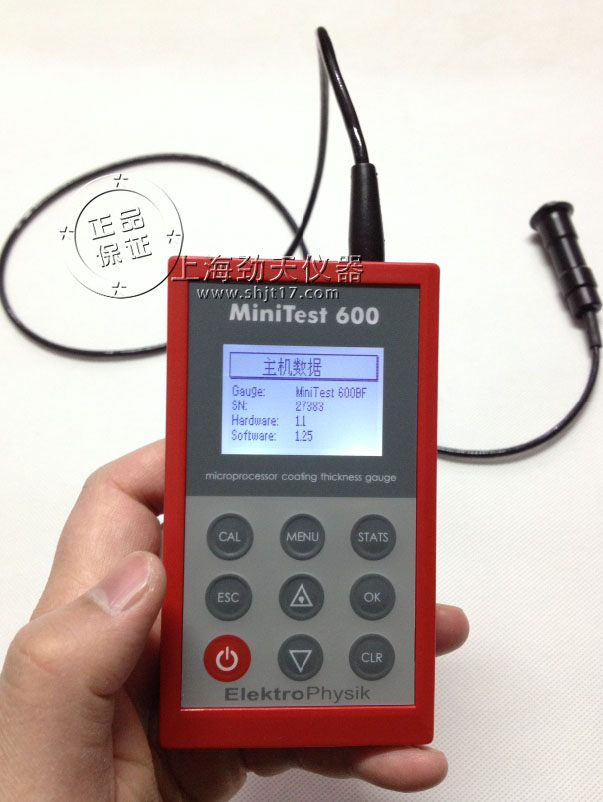 正品
保证
上海劲天仪器
www.shjt17.com
MiniTest 600
主机数据
Gauge: MiniTest 600BF
SN: 27383
Hardware: 1.1
Software: 1.25
microprocessor coating thickness gauge
CAL MENU STATS
ESC OK
CLR
ElektroPhysik